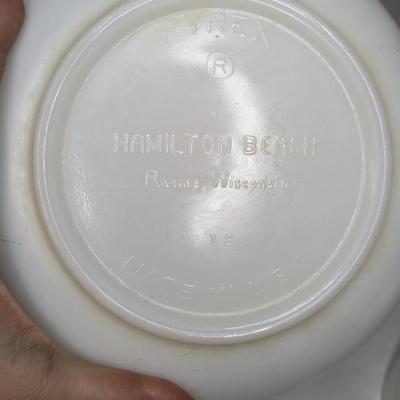 PYREX
®
HAMILTON BEACH
Racine, Wisconsin
MADE IN U.S.A.